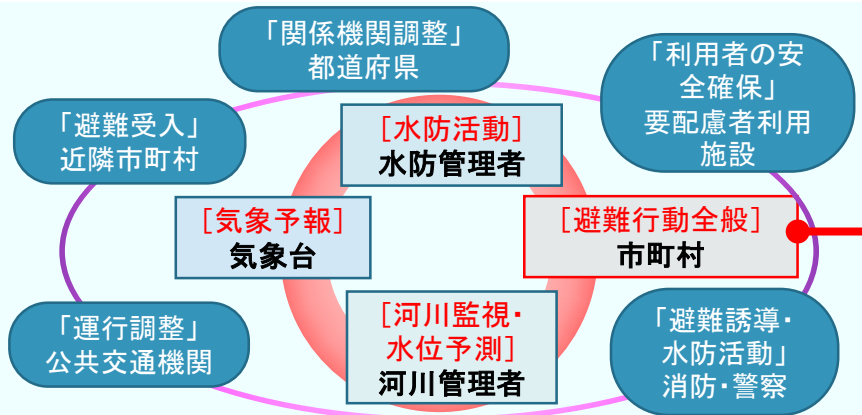 「関係機関調整」
都道府県
「利用者の安
全確保」
要配慮者利用
施設
「避難受入」
近隣市町村
[水防活動]
水防管理者
[気象予報]
気象台
[避難行動全般]
市町村
[河川監視・
水位予測]
河川管理者
「運行調整」
公共交通機関
「避難誘導・
水防活動」
消防・警察